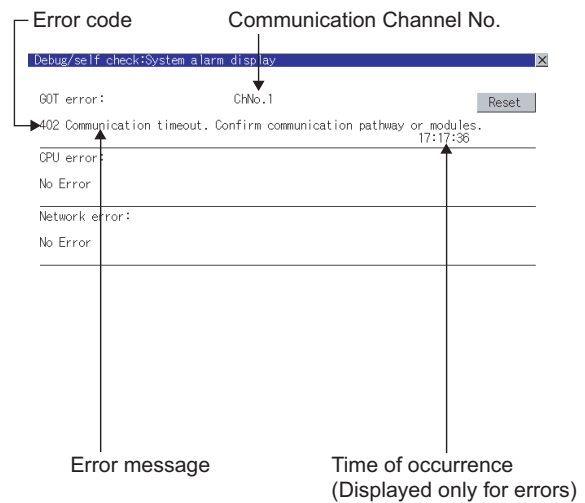 Error code
Communication Channel No.
Debug/self check:System alarm display
GOT error: ChNo.1 Reset
402 Communication timeout. Confirm communication pathway or modules.
17:17:36
CPU error:
No Error
Network error:
No Error
Error message
Time of occurrence
(Displayed only for errors)